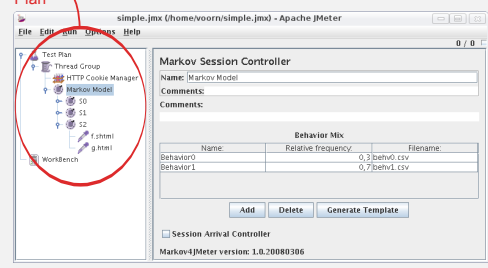 Plan
simple.jmx (/home/voorn/simple.jmx) - Apache JMeter
File Edit Run Options Help
0 / 0
Test Plan
Thread Group
HTTP Cookie Manager
Markov Model
S0
S1
S2
f.shtml
g.html
WorkBench
Markov Session Controller
Name: Markov Model
Comments:
Comments:
Behavior Mix
Name: Relative frequency: Filename:
Behavior0 0,3 behv0.csv
Behavior1 0,7 behv1.csv
Add Delete Generate Template
Session Arrival Controller
Markov4JMeter version: 1.0.20080306